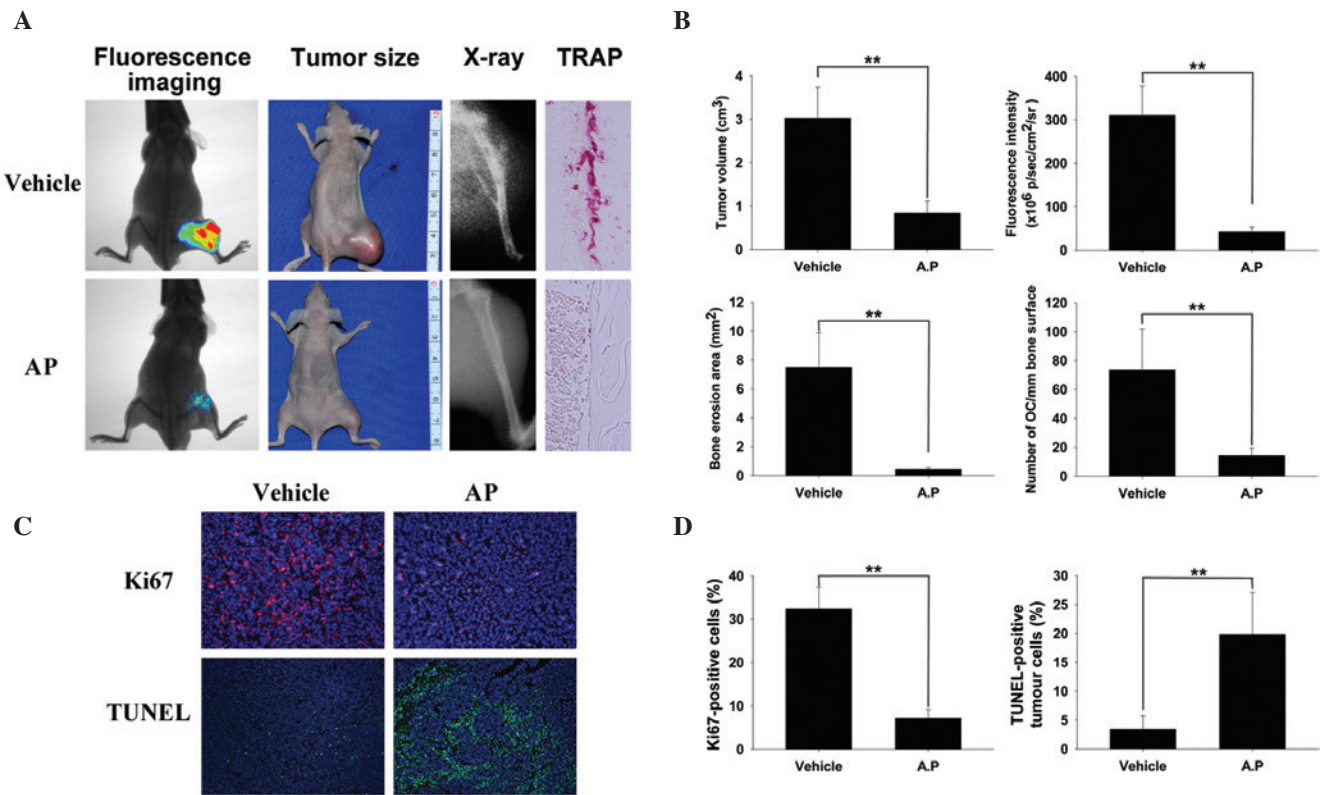 A
Fluorescence imaging
Tumor size
X-ray
TRAP
Vehicle
AP
B
Tumor volume (cm³)
4
3
2
1
0
**
Vehicle
A.P
Fluorescence intensity
(x10⁶ p/sec/cm²/sr )
400
300
200
100
0
**
Vehicle
A.P
Bone erosion area (mm²)
12
10
8
6
4
2
0
**
Vehicle
A.P
Number of OC/mm bone surface
120
100
80
60
40
20
0
**
Vehicle
A.P
C
Vehicle
AP
Ki67
TUNEL
D
Ki67-positive cells (%)
40
30
20
10
0
**
Vehicle
A.P
TUNEL-positive
tumour cells (%)
30
25
20
15
10
5
0
**
Vehicle
A.P